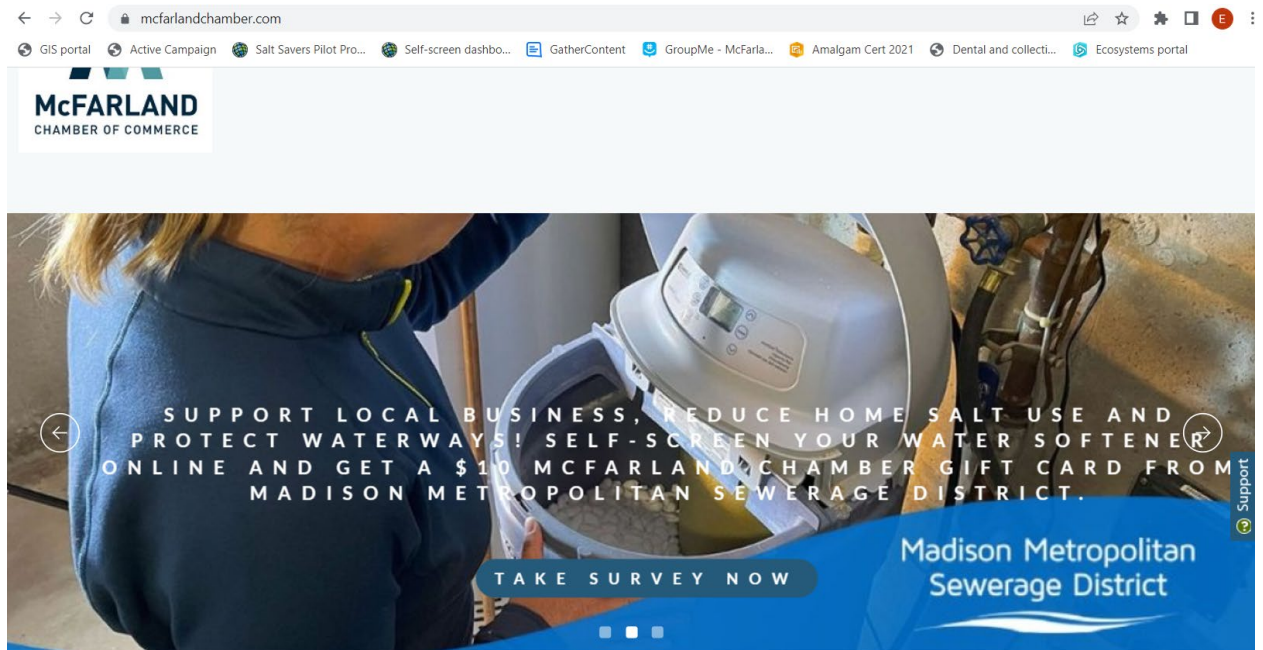 mcfarlandchamber.com
E
GIS portal
Active Campaign
Salt Savers Pilot Pro...
Self-screen dashbo...
GatherContent
GroupMe - McFarla...
Amalgam Cert 2021
Dental and collecti...
Ecosystems portal
McFARLAND
CHAMBER OF COMMERCE
SUPPORT LOCAL BUSINESS, REDUCE HOME SALT USE AND
PROTECT WATERWAYS! SELF-SCREEN YOUR WATER SOFTENER
ONLINE AND GET A $10 MCFARLAND CHAMBER GIFT CARD FROM
MADISON METROPOLITAN SEWERAGE DISTRICT.
Support
Madison Metropolitan
Sewerage District
TAKE SURVEY NOW